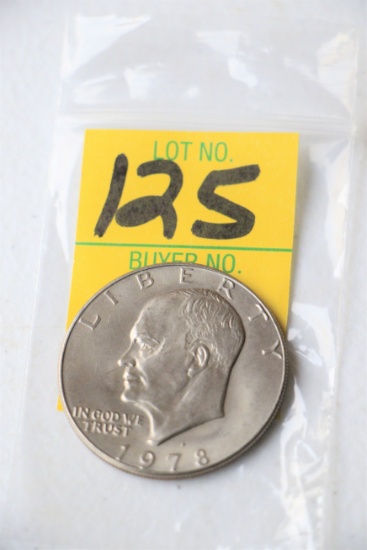 LOT NO.
125
BUYER NO.
LIBERTY
IN GOD WE
TRUST
1978